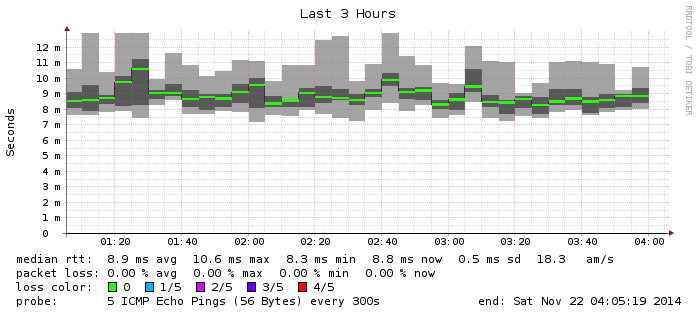 Last 3 Hours
RRDTOOL / TOBI OETIKER
Seconds
12 m
11 m
10 m
9 m
8 m
7 m
6 m
5 m
4 m
3 m
2 m
1 m
0
01:20 01:40 02:00 02:20 02:40 03:00 03:20 03:40 04:00
median rtt: 8.9 ms avg 10.6 ms max 8.3 ms min 8.8 ms now 0.5 ms sd 18.3 am/s
packet loss: 0.00 % avg 0.00 % max 0.00 % min 0.00 % now
loss color: 0 1/5 2/5 3/5 4/5
probe: 5 ICMP Echo Pings (56 Bytes) every 300s end: Sat Nov 22 04:05:19 2014